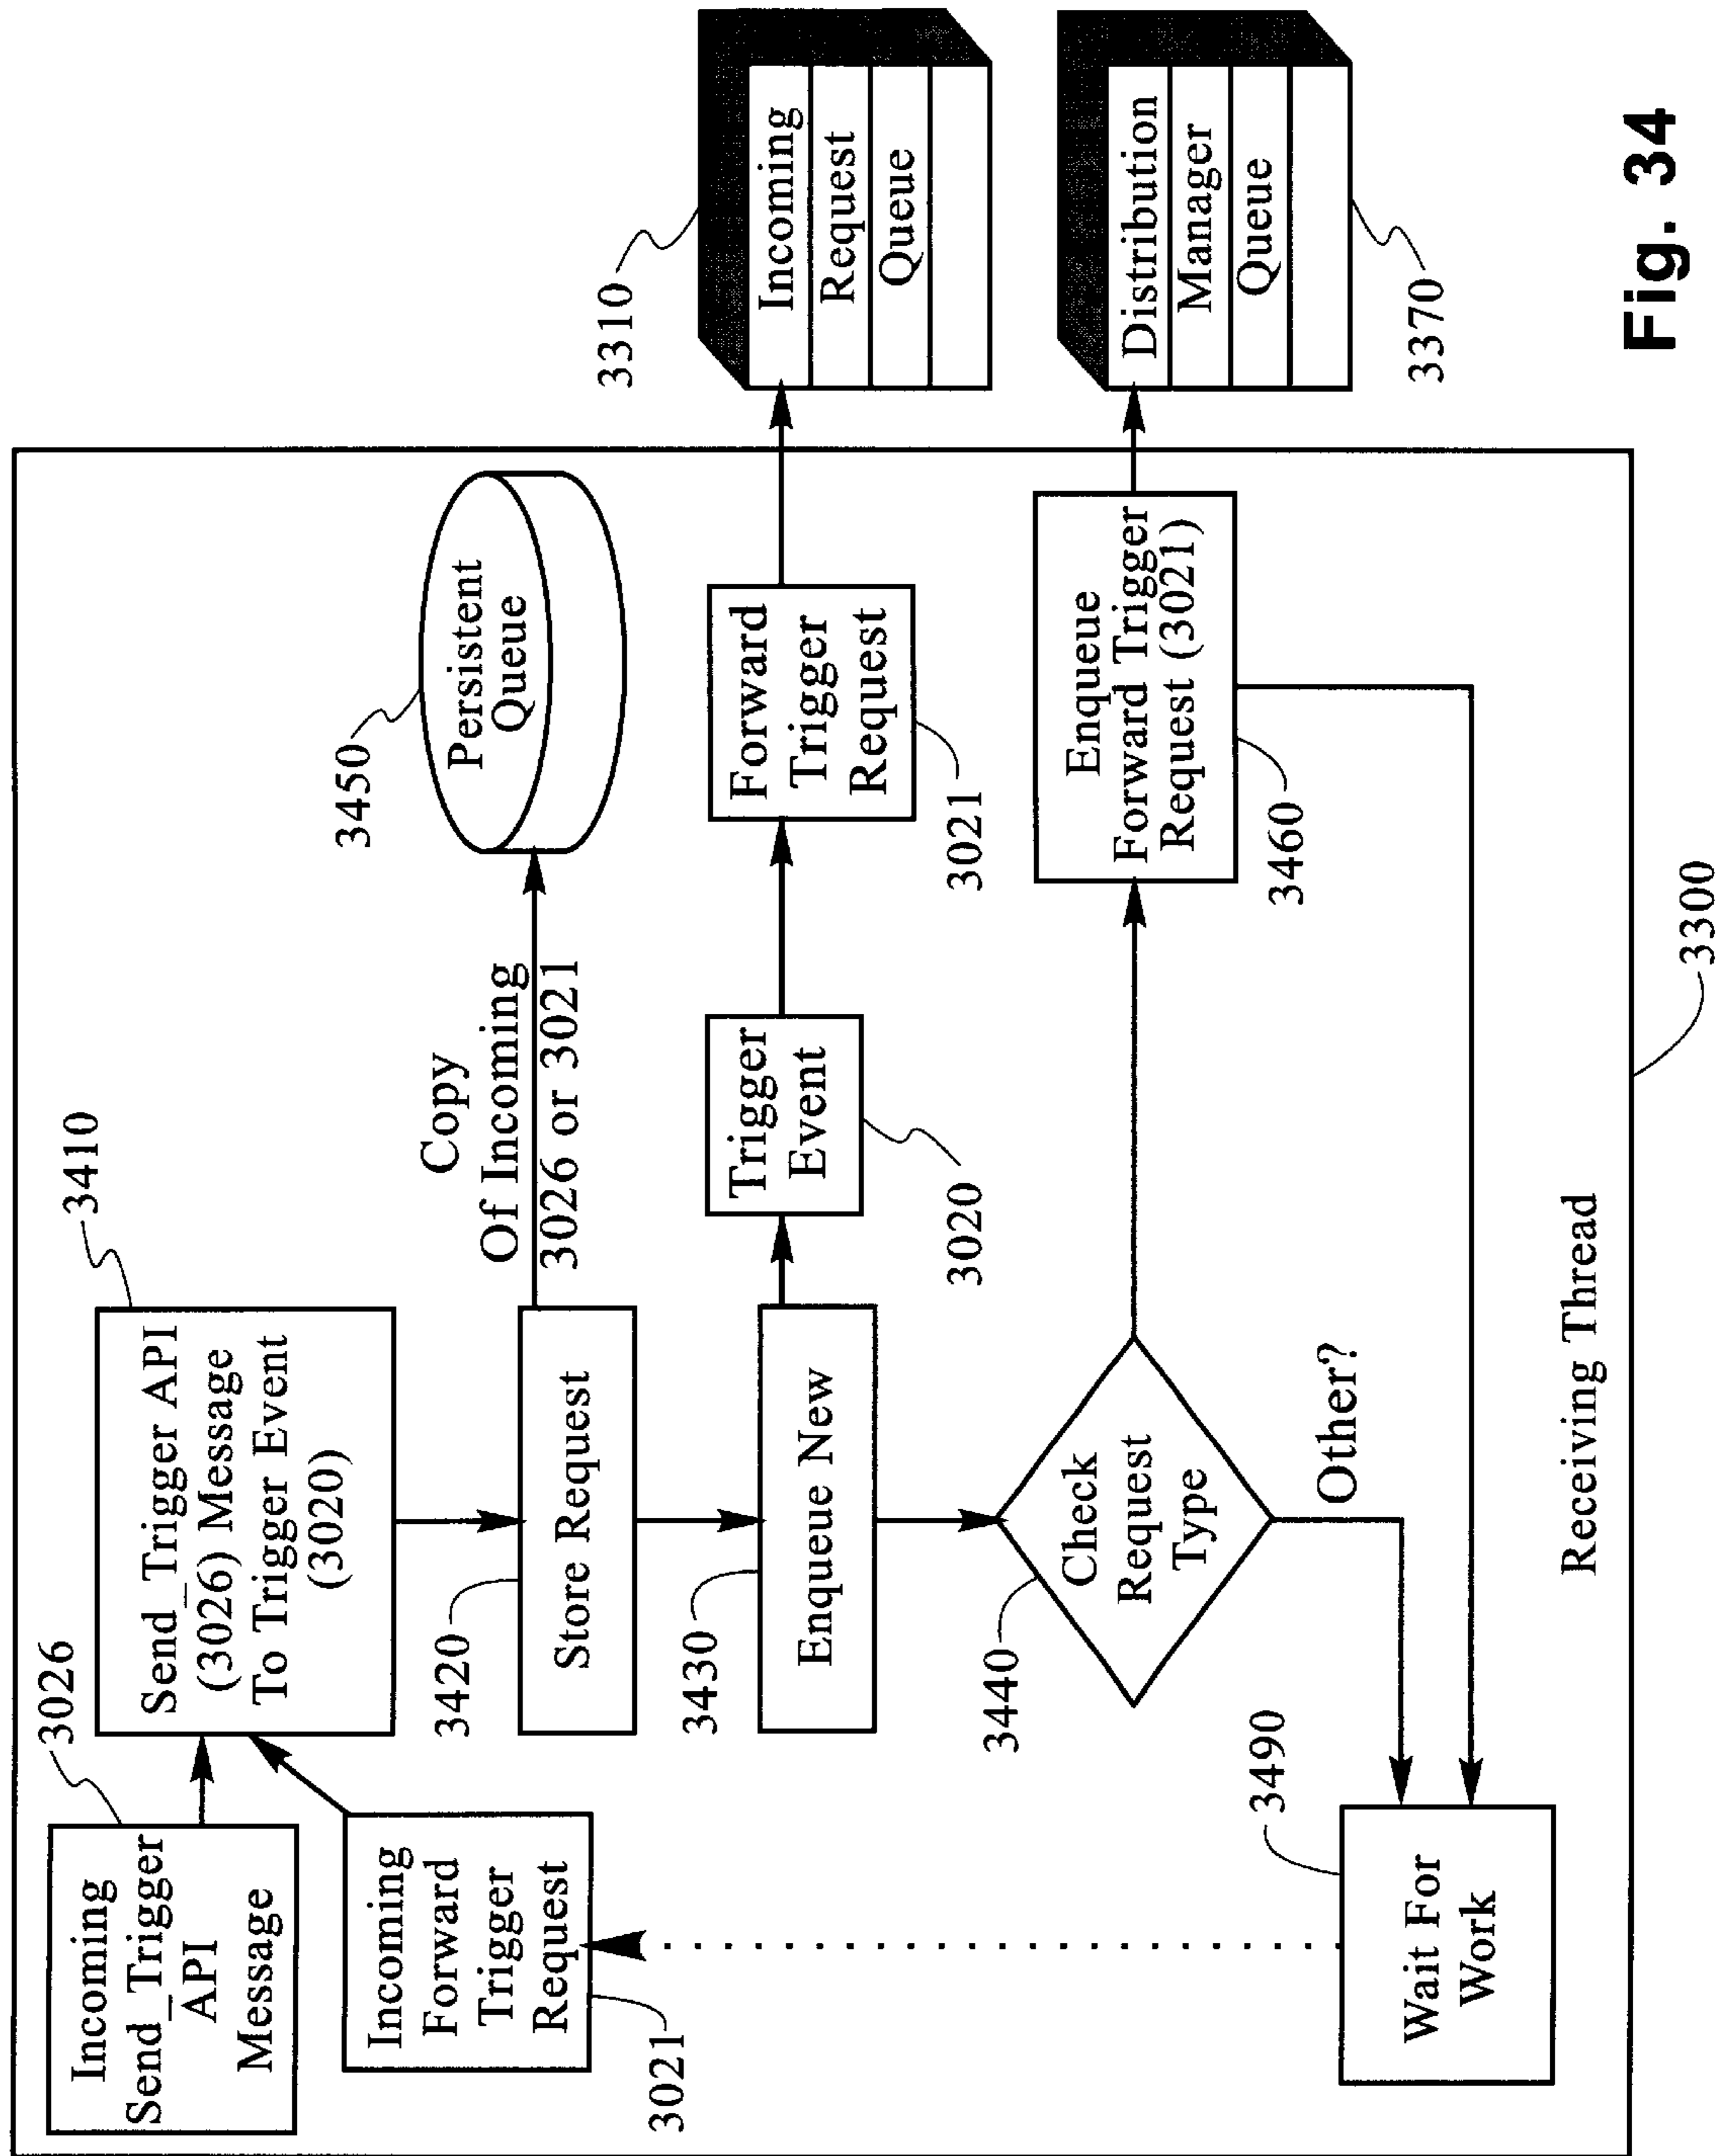 Incoming
Send_Trigger
API
Message
3026
Incoming
Forward
Trigger
Request
3021
Send_Trigger API
(3026) Message
To Trigger Event
(3020)
3410
3420
Store Request
Copy
Of Incoming
3026 or 3021
3450
Persistent
Queue
3430
Enqueue New
Trigger
Event
3020
Forward
Trigger
Request
3021
3310
Incoming
Request
Queue
3440
Check
Request
Type
Other?
Enqueue
Forward Trigger
Request (3021)
3460
Distribution
Manager
Queue
3370
3490
Wait For
Work
Receiving Thread
3300
Fig. 34